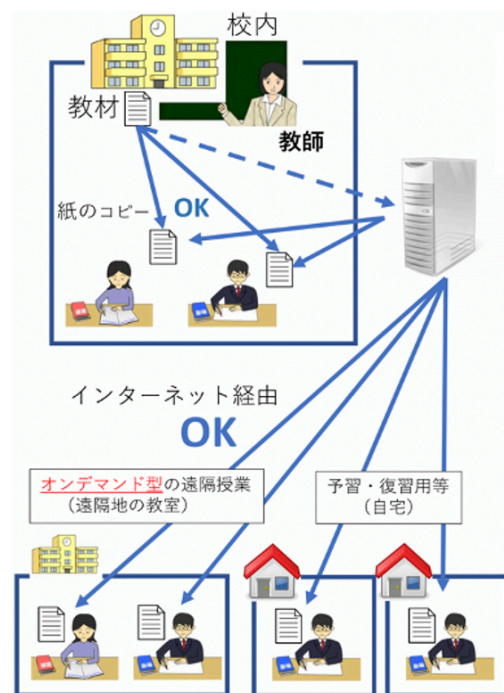 校内
教材
教師
紙のコピー OK
インターネット経由
OK
オンデマンド型の遠隔授業
(遠隔地の教室)
予習・復習用等
(自宅)